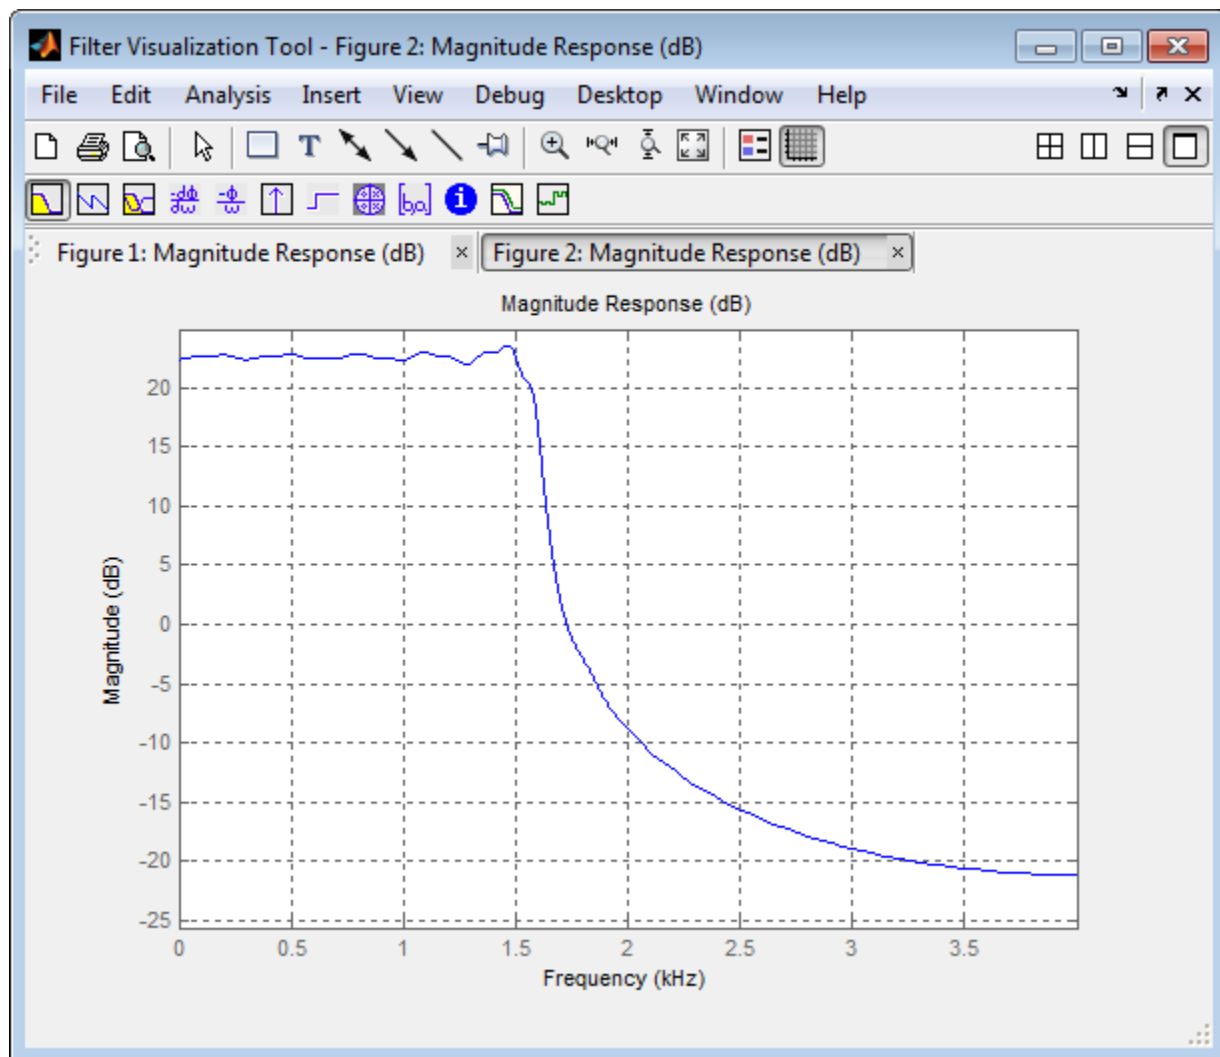 Filter Visualization Tool - Figure 2: Magnitude Response (dB)
File Edit Analysis Insert View Debug Desktop Window Help
Figure 1: Magnitude Response (dB) Figure 2: Magnitude Response (dB)
Magnitude Response (dB)
20
15
10
5
0
-5
-10
-15
-20
-25
Magnitude (dB)
0 0.5 1 1.5 2 2.5 3 3.5
Frequency (kHz)